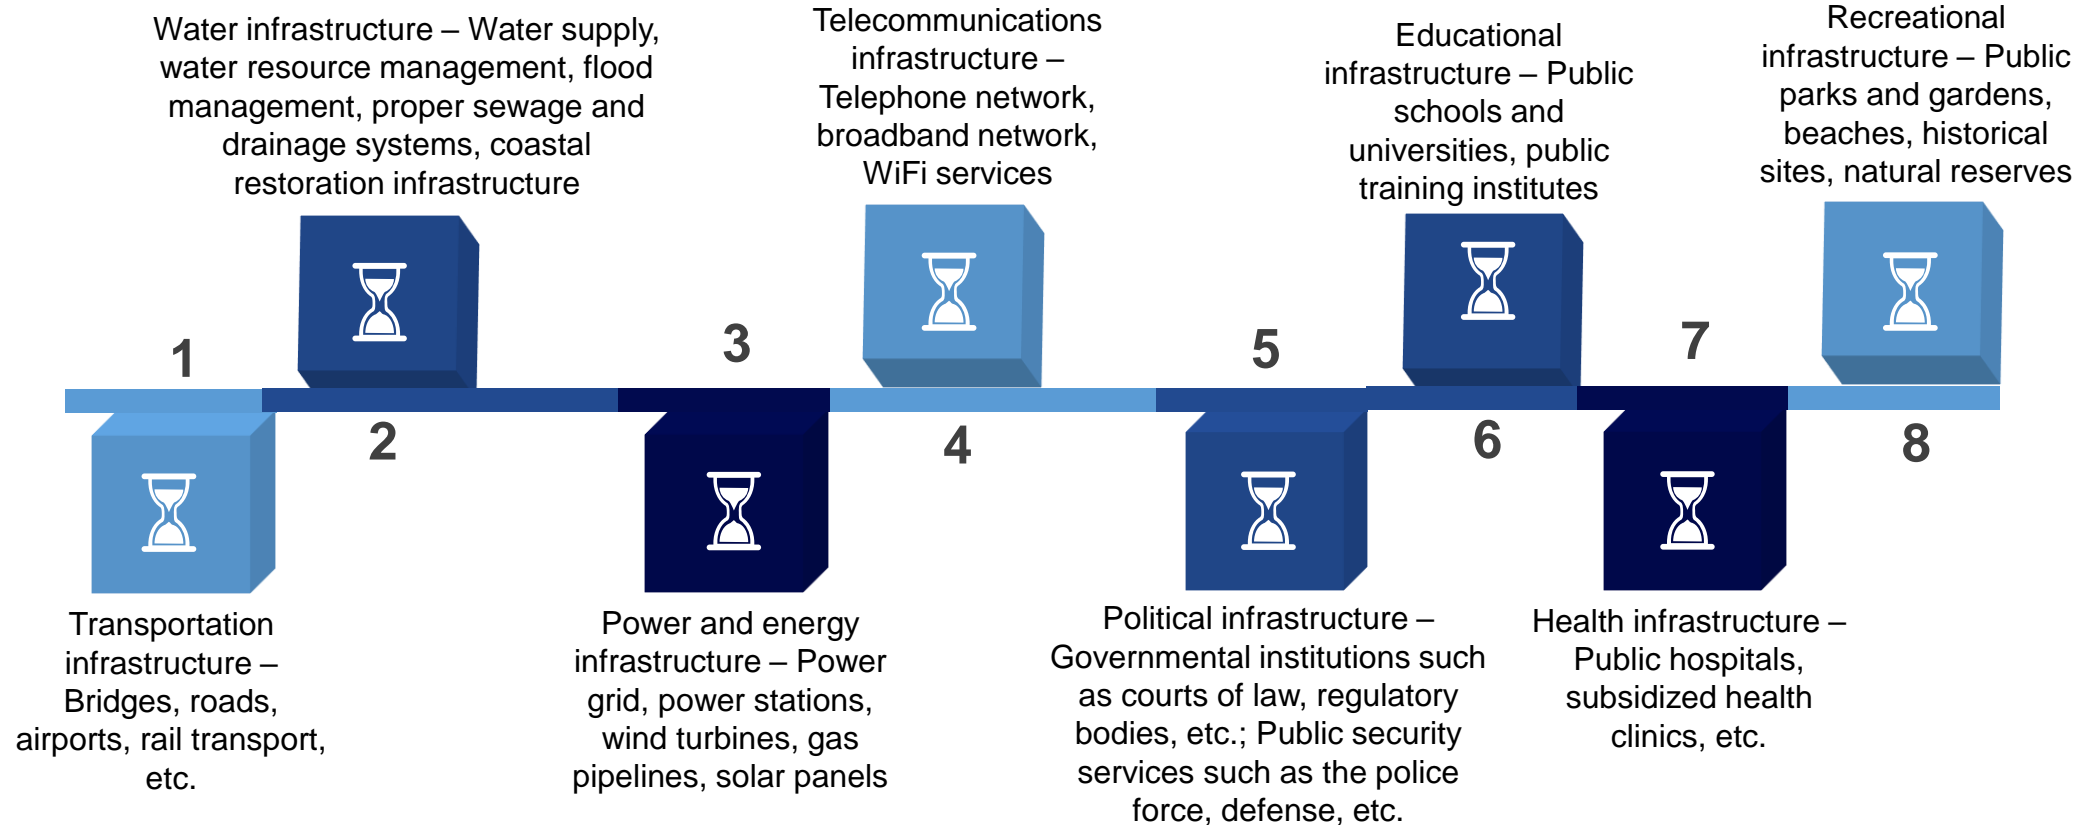 Water infrastructure – Water supply,
water resource management, flood
management, proper sewage and
drainage systems, coastal
restoration infrastructure
Telecommunications
infrastructure –
Telephone network,
broadband network,
WiFi services
Educational
infrastructure – Public
schools and
universities, public
training institutes
Recreational
infrastructure – Public
parks and gardens,
beaches, historical
sites, natural reserves
1
2
3
4
5
6
7
8
Transportation
infrastructure –
Bridges, roads,
airports, rail transport,
etc.
Power and energy
infrastructure – Power
grid, power stations,
wind turbines, gas
pipelines, solar panels
Political infrastructure –
Governmental institutions such
as courts of law, regulatory
bodies, etc.; Public security
services such as the police
force, defense, etc.
Health infrastructure –
Public hospitals,
subsidized health
clinics, etc.